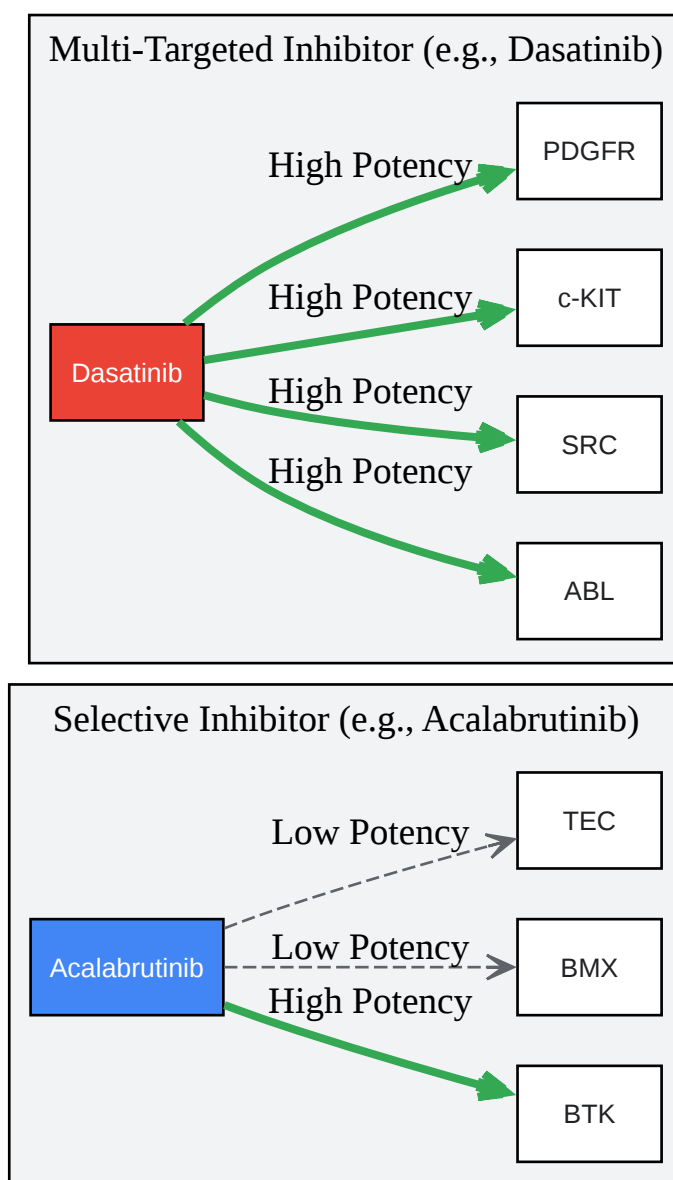 Multi-Targeted Inhibitor (e.g., Dasatinib)
PDGFR
High Potency
c-KIT
High Potency
Dasatinib
High Potency
SRC
High Potency
ABL
Selective Inhibitor (e.g., Acalabrutinib)
TEC
Low Potency
Low Potency
Acalabrutinib
BMX
High Potency
BTK